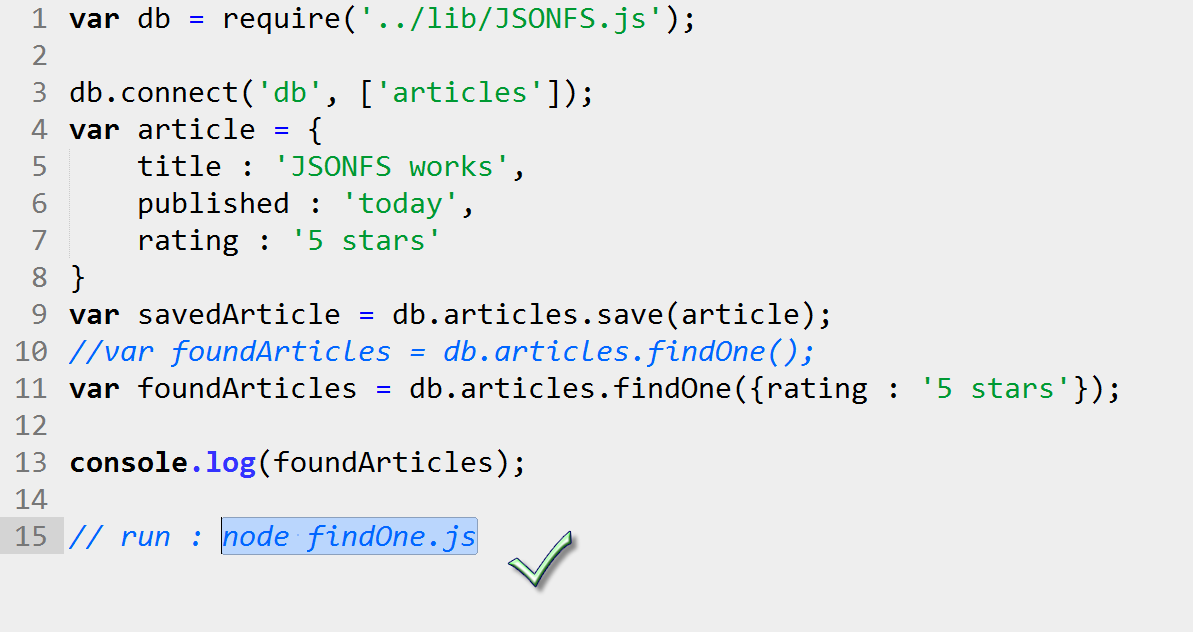 1 var db = require('../lib/JSONFS.js');
2
3 db.connect('db', ['articles']);
4 var article = {
5     title : 'JSONFS works',
6     published : 'today',
7     rating : '5 stars'
8 }
9 var savedArticle = db.articles.save(article);
10 //var foundArticles = db.articles.findOne();
11 var foundArticles = db.articles.findOne({rating : '5 stars'});
12
13 console.log(foundArticles);
14
15 // run : node findOne.js